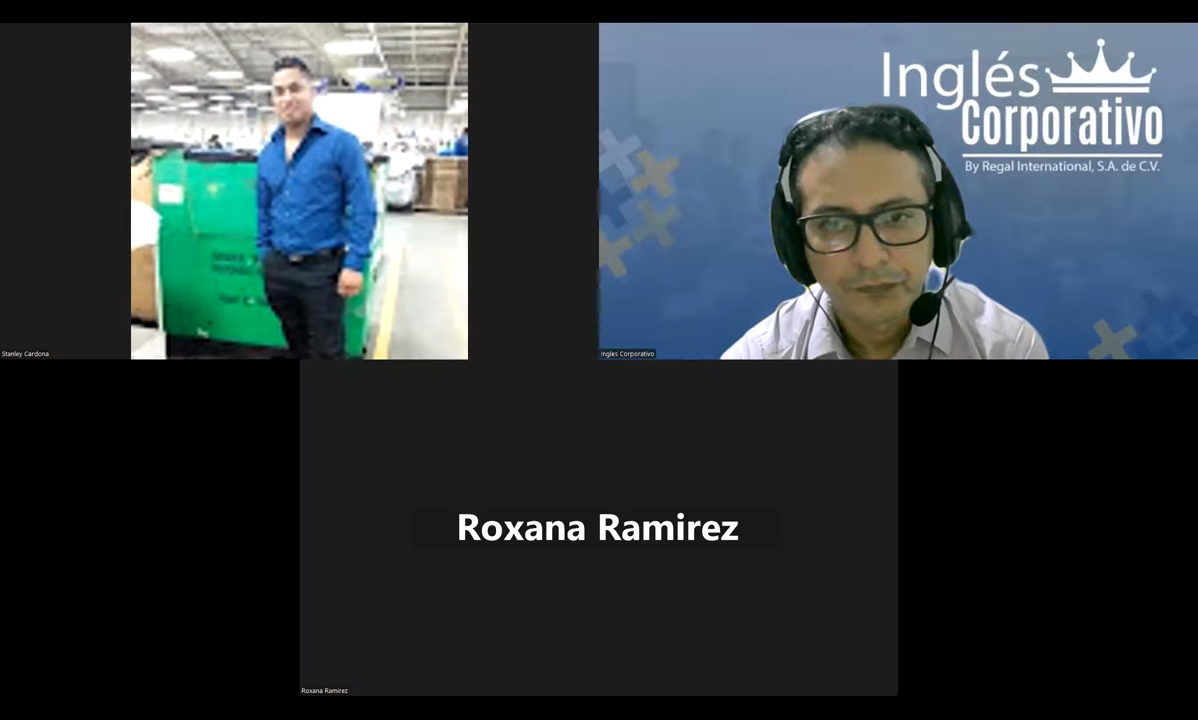 Inglés
Corporativo
By Regal International, S.A. de C.V.
Stanley Cardona
Ingles Corporativo
Roxana Ramirez
Roxana Ramirez